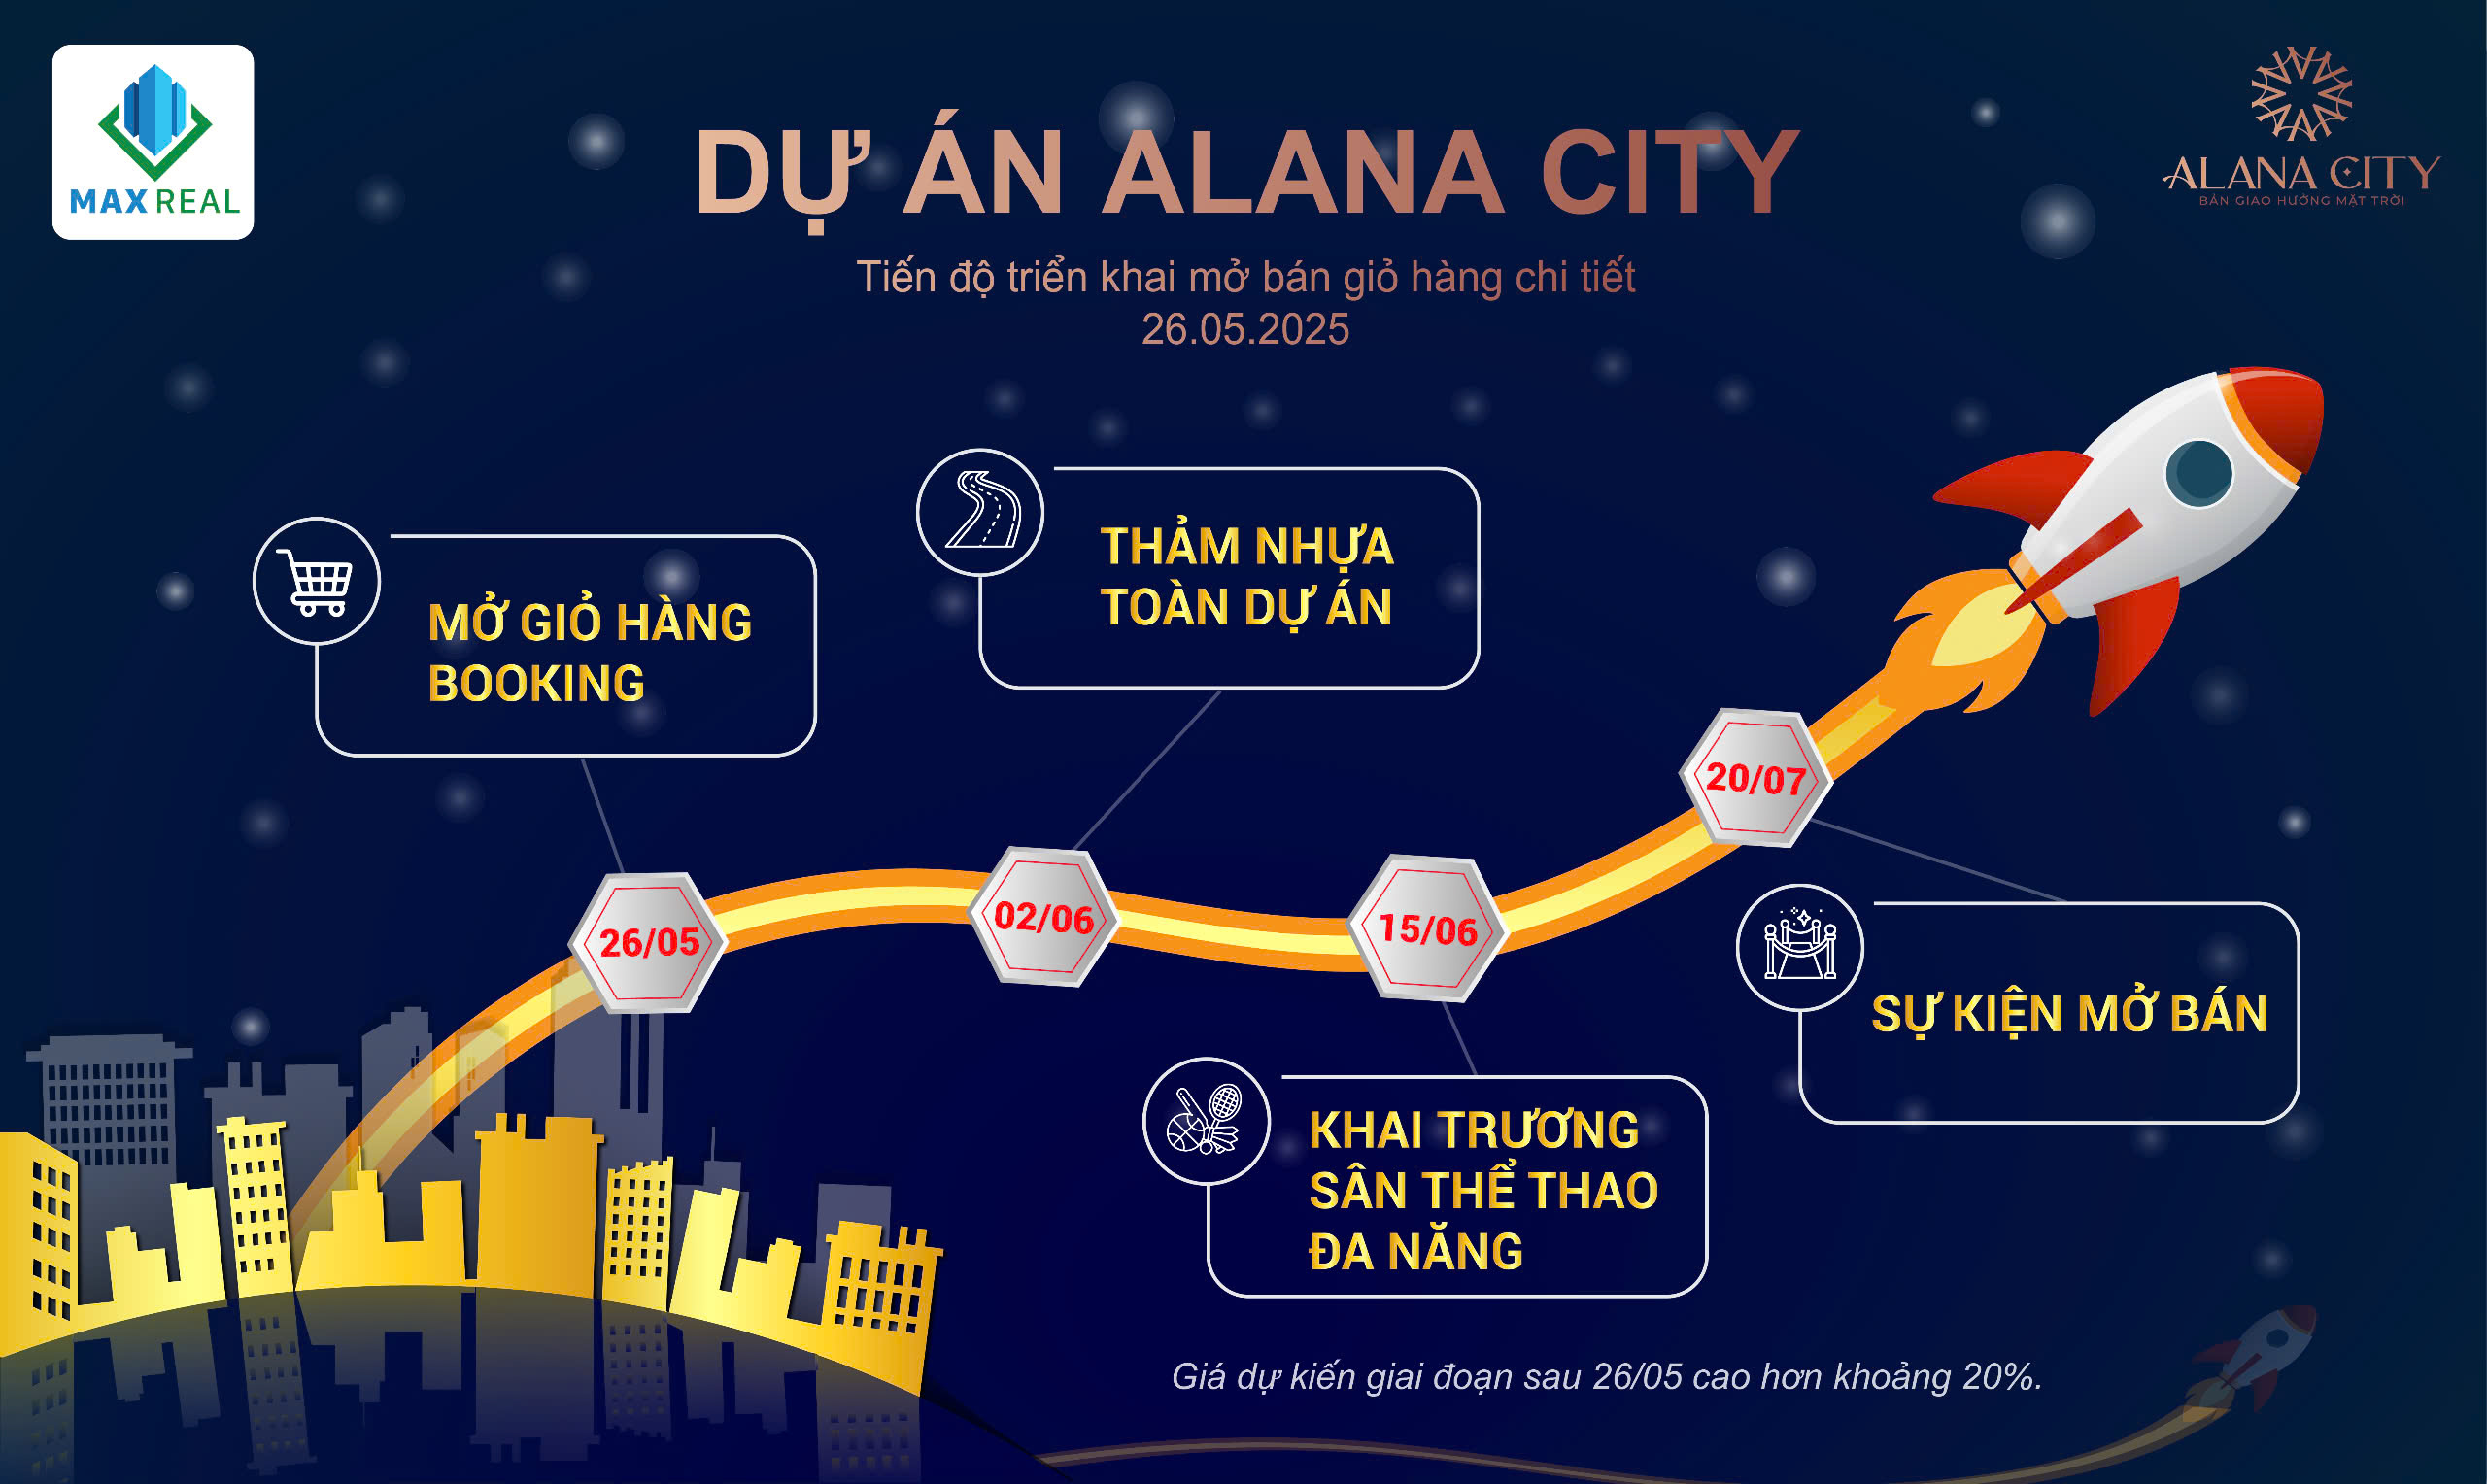 MAX REAL
DỰ ÁN ALANA CITY
Tiến độ triển khai mở bán giỏ hàng chi tiết
26.05.2025
ALANA CITY
BẢN GIAO HƯỞNG MẶT TRỜI
MỞ GIỎ HÀNG
BOOKING
THẢM NHỰA
TOÀN DỰ ÁN
26/05
02/06
15/06
20/07
SỰ KIỆN MỞ BÁN
KHAI TRƯƠNG
SÂN THỂ THAO
ĐA NĂNG
Giá dự kiến giai đoạn sau 26/05 cao hơn khoảng 20%.